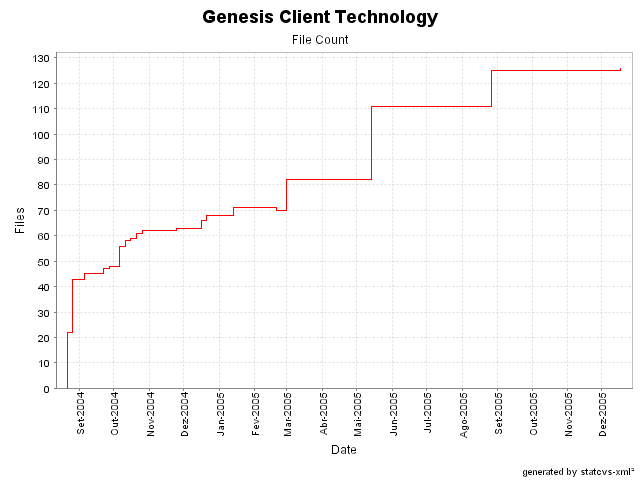 Genesis Client Technology
File Count
130
120
110
100
90
80
70
60
50
40
30
20
10
0
Files
Set-2004
Out-2004
Nov-2004
Dez-2004
Jan-2005
Fev-2005
Mar-2005
Abr-2005
Mai-2005
Jun-2005
Jul-2005
Ago-2005
Set-2005
Out-2005
Nov-2005
Dez-2005
Date
generated by statcvs-xml²